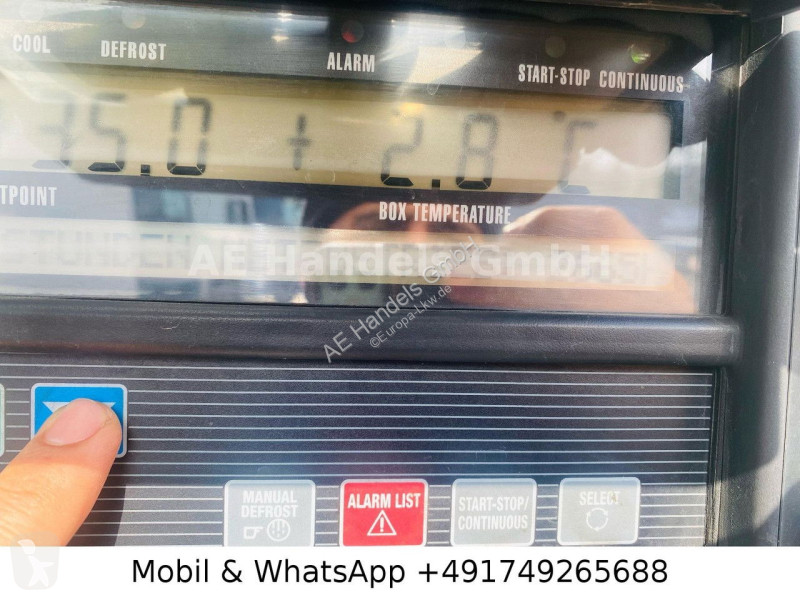 COOL DEFROST ALARM START-STOP CONTINUOUS
35.0 + 2.8 °C
TPOINT BOX TEMPERATURE
AE Handels GmbH
AE Handels GmbH
©Europa-Lkw.de
MANUAL DEFROST
ALARM LIST
START-STOP/
CONTINUOUS
SELECT
Mobil & WhatsApp +491749265688